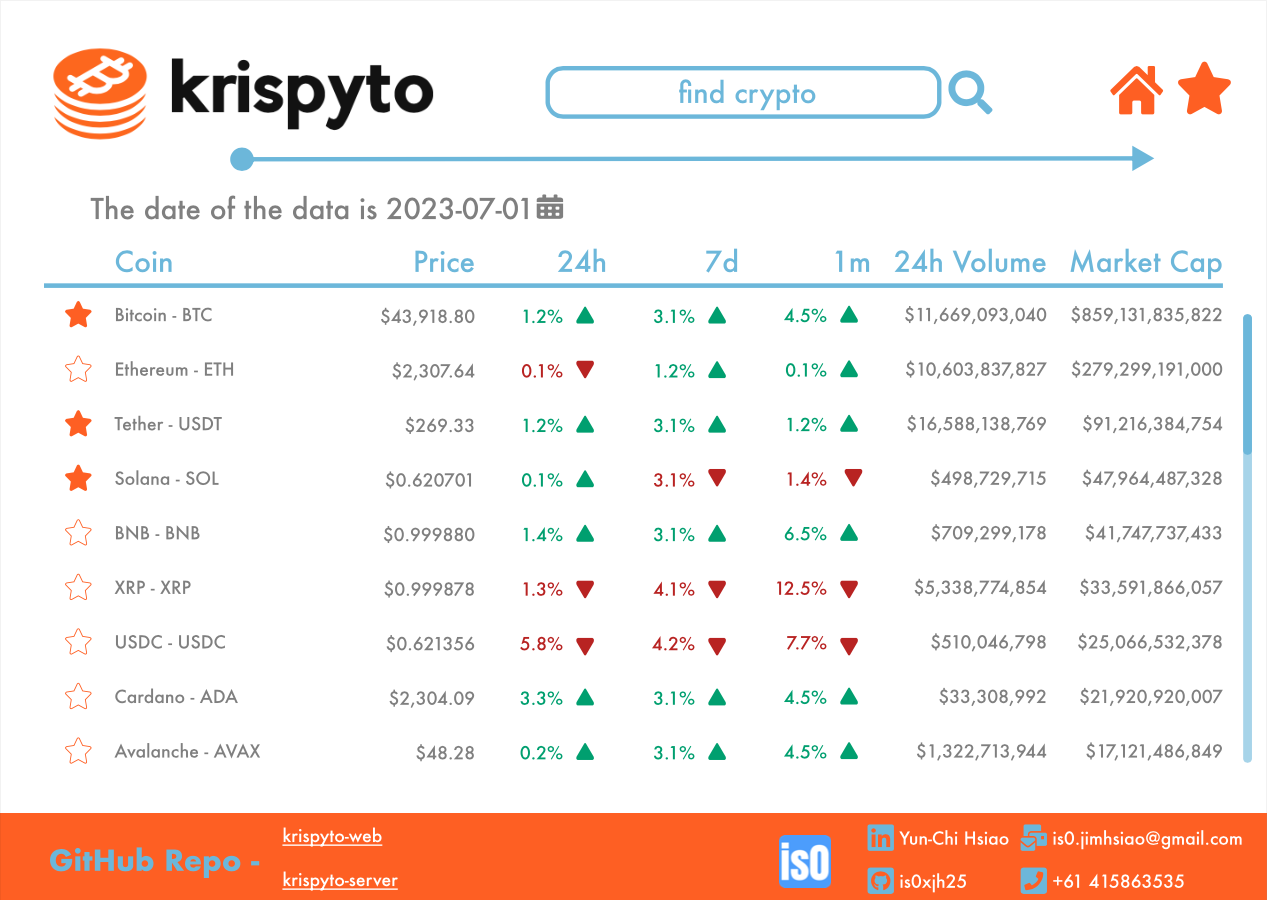 krispyto
find crypto
The date of the data is 2023-07-01
Coin Price 24h 7d 1m 24h Volume Market Cap
Bitcoin - BTC $43,918.80 1.2% 3.1% 4.5% $11,669,093,040 $859,131,835,822
Ethereum - ETH $2,307.64 0.1% 1.2% 0.1% $10,603,837,827 $279,299,191,000
Tether - USDT $269.33 1.2% 3.1% 1.2% $16,588,138,769 $91,216,384,754
Solana - SOL $0.620701 0.1% 3.1% 1.4% $498,729,715 $47,964,487,328
BNB - BNB $0.999880 1.4% 3.1% 6.5% $709,299,178 $41,747,737,433
XRP - XRP $0.999878 1.3% 4.1% 12.5% $5,338,774,854 $33,591,866,057
USDC - USDC $0.621356 5.8% 4.2% 7.7% $510,046,798 $25,066,532,378
Cardano - ADA $2,304.09 3.3% 3.1% 4.5% $33,308,992 $21,920,920,007
Avalanche - AVAX $48.28 0.2% 3.1% 4.5% $1,322,713,944 $17,121,486,849
GitHub Repo -
krispyto-web
krispyto-server
is0
in Yun-Chi Hsiao is0.jimhsiao@gmail.com
is0xjh25 +61 415863535